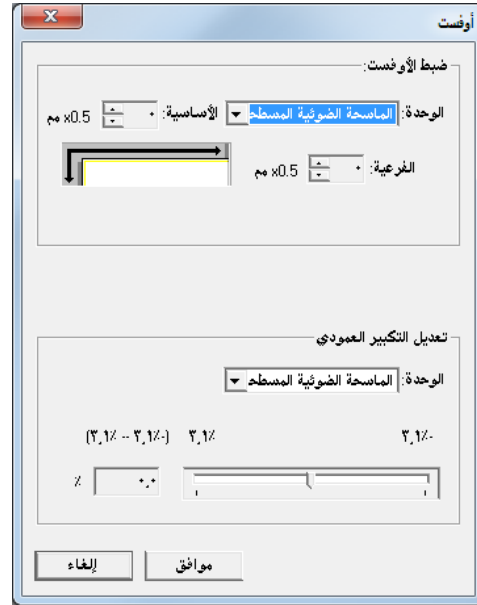 أوفست
ضبط الأوفست:
الوحدة: الماسحة الضوئية المسطح الأساسية: ٠ x0.5 مم
الفرعية: ٠ x0.5 مم
تعديل التكبير العمودي
الوحدة: الماسحة الضوئية المسطح
-٣,١٪ ٣,١٪ (-٣,١٪ -- ٣,١٪)
٠,٠ ٪
موافق إلغاء